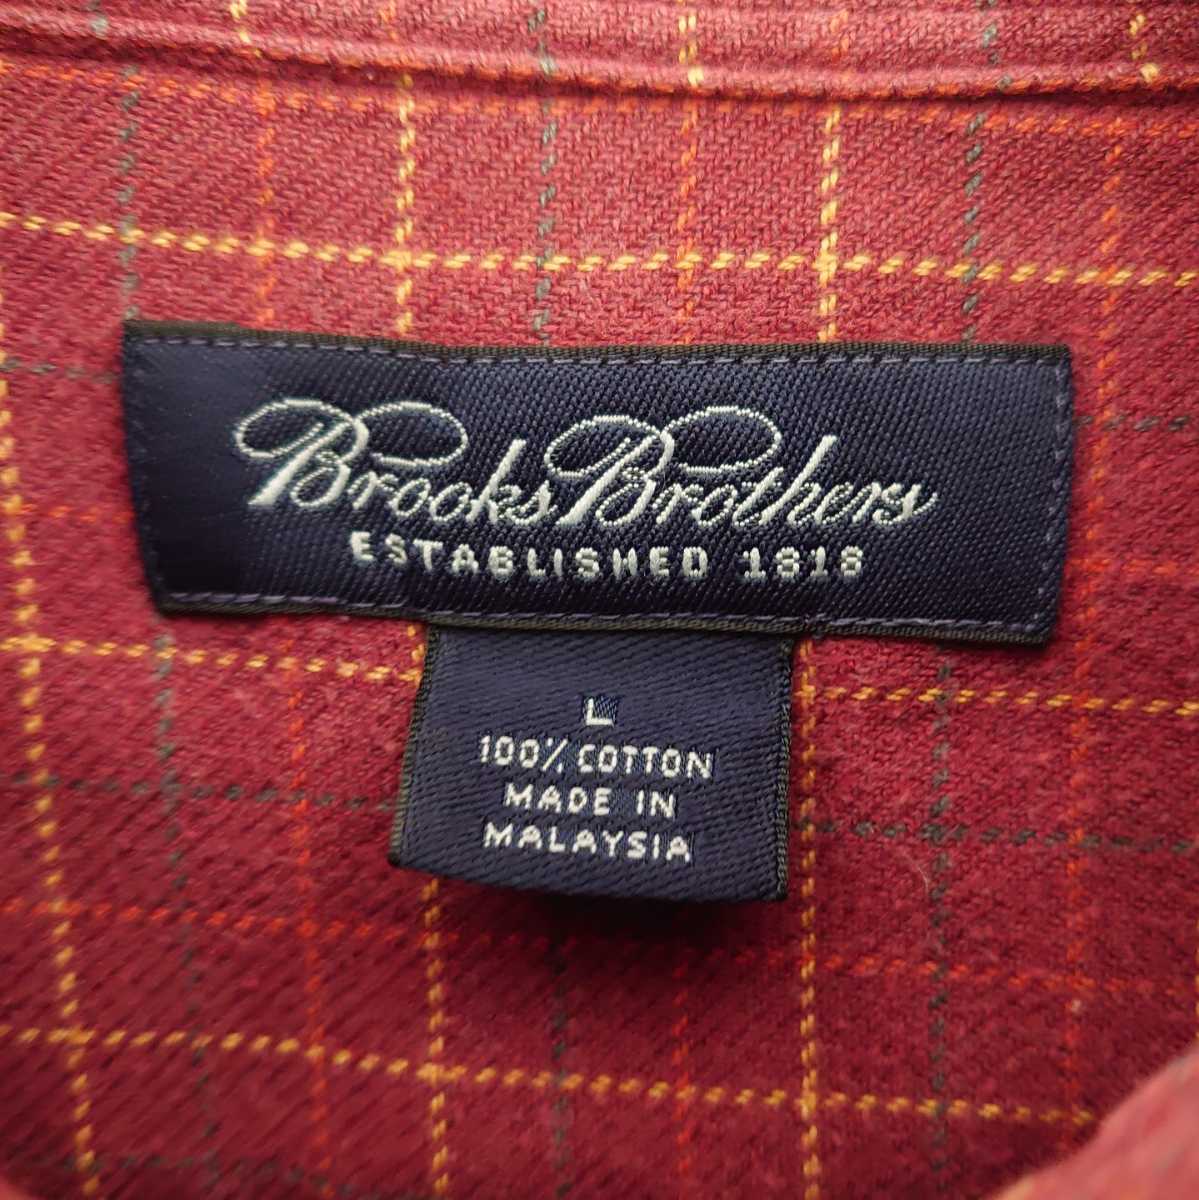 Brooks Brothers
ESTABLISHED 1818
L
100% COTTON
MADE IN
MALAYSIA